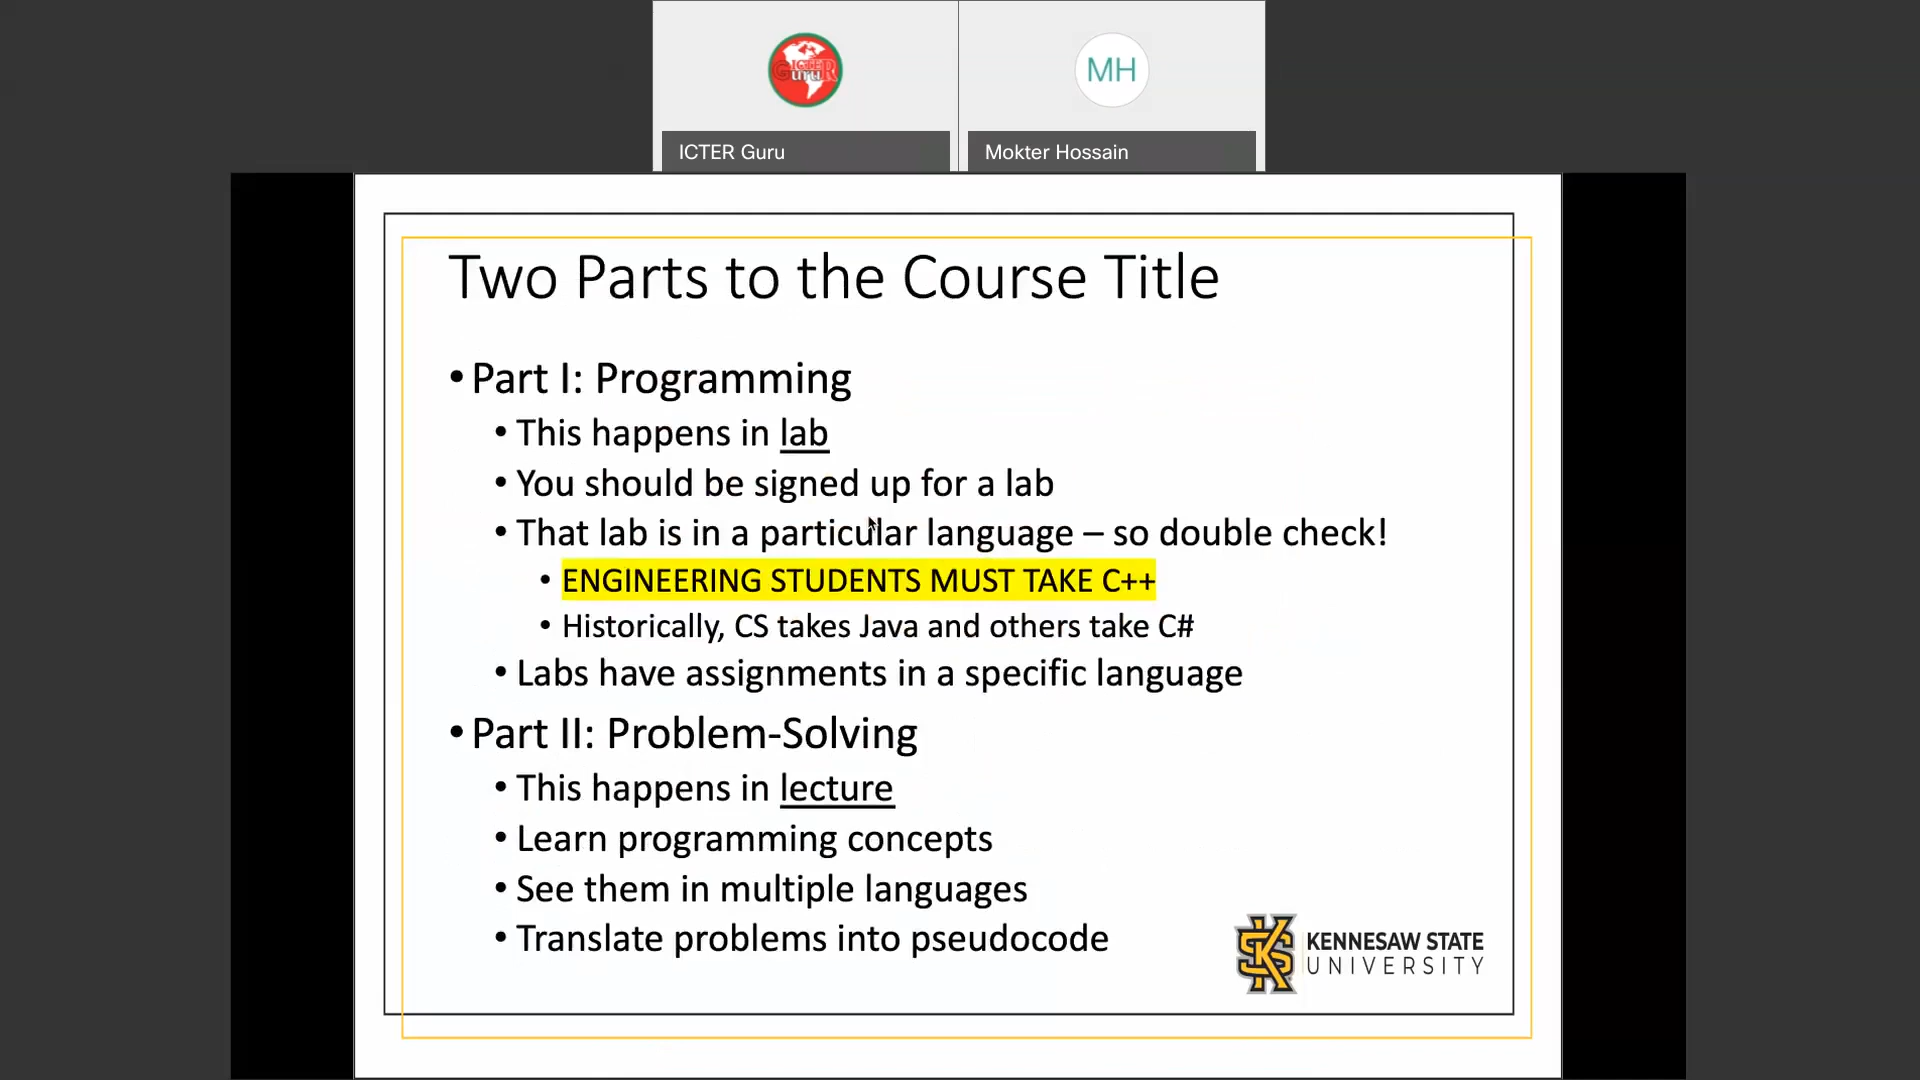 ICTER
GURU
MH
ICTER Guru
Mokter Hossain
Two Parts to the Course Title
• Part I: Programming
• This happens in lab
• You should be signed up for a lab
• That lab is in a particular language – so double check!
• ENGINEERING STUDENTS MUST TAKE C++
• Historically, CS takes Java and others take C#
• Labs have assignments in a specific language
• Part II: Problem-Solving
• This happens in lecture
• Learn programming concepts
• See them in multiple languages
• Translate problems into pseudocode
KS
KENNESAW STATE
UNIVERSITY